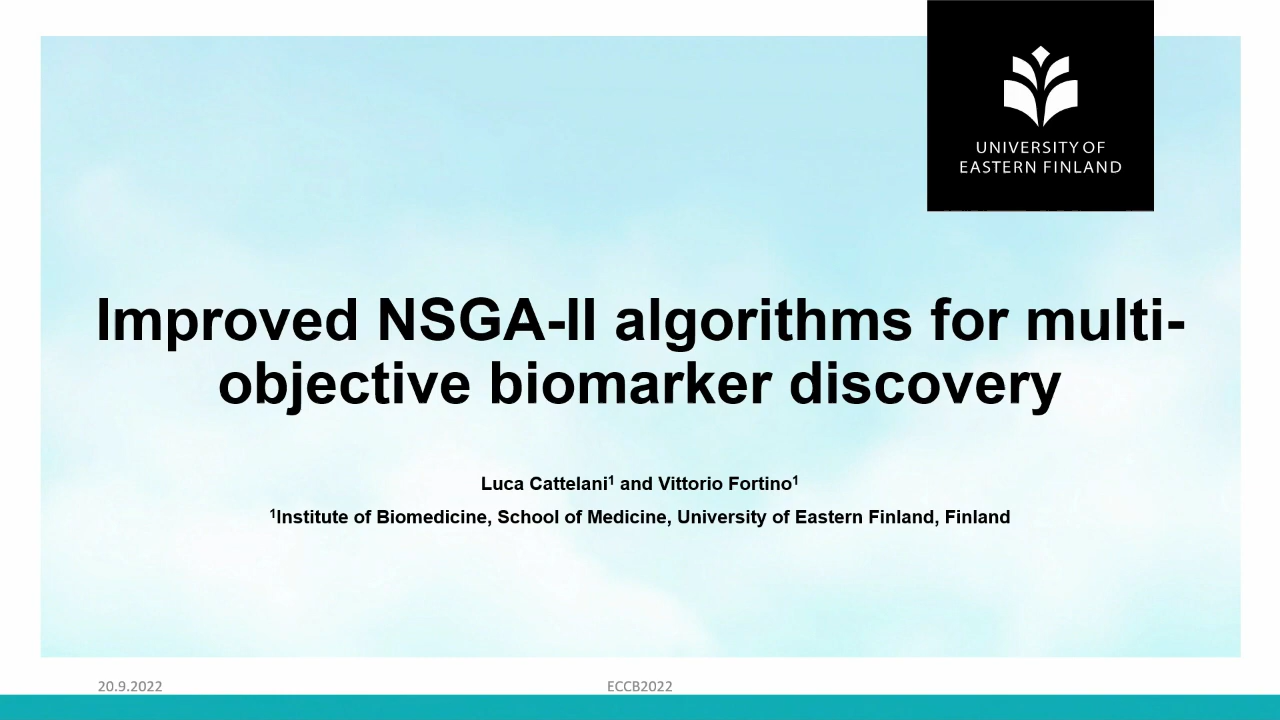 UNIVERSITY OF
EASTERN FINLAND
Improved NSGA-II algorithms for multi-
objective biomarker discovery
Luca Cattelani¹ and Vittorio Fortino¹
¹Institute of Biomedicine, School of Medicine, University of Eastern Finland, Finland
20.9.2022
ECCB2022